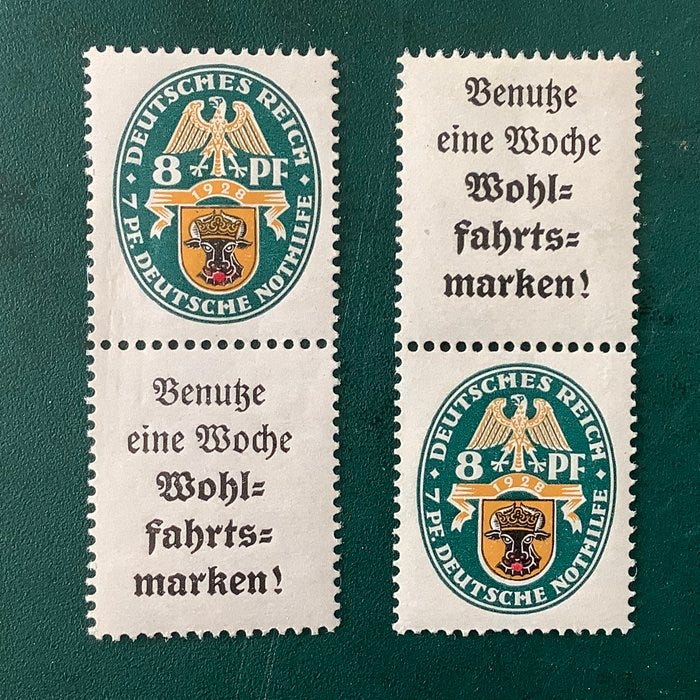 DEUTSCHES REICH
8 PF
1928
7 PF. DEUTSCHE NOTHILFE
Benutze
eine Woche
Wohl=
fahrts=
marken!
Benutze
eine Woche
Wohl=
fahrts=
marken!
DEUTSCHES REICH
8 PF
1928
7 PF. DEUTSCHE NOTHILFE